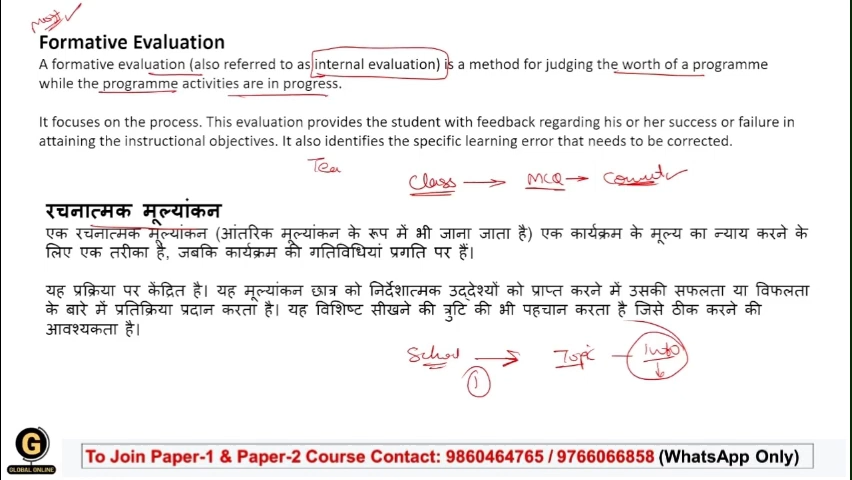 Most
Formative Evaluation
A formative evaluation (also referred to as internal evaluation) is a method for judging the worth of a programme
while the programme activities are in progress.
It focuses on the process. This evaluation provides the student with feedback regarding his or her success or failure in
attaining the instructional objectives. It also identifies the specific learning error that needs to be corrected.
Tea
Class MCQ
रचनात्मक मूल्यांकन
एक रचनात्मक मूल्यांकन (आंतरिक मूल्यांकन के रूप में भी जाना जाता है) एक कार्यक्रम के मूल्य का न्याय करने के
लिए एक तरीका है, जबकि कार्यक्रम की गतिविधियां प्रगति पर हैं।
यह प्रक्रिया पर केंद्रित है। यह मूल्यांकन छात्र को निर्देशात्मक उद्देश्यों को प्राप्त करने में उसकी सफलता या विफलता
के बारे में प्रतिक्रिया प्रदान करता है। यह विशिष्ट सीखने की त्रुटि की भी पहचान करता है जिसे ठीक करने की
आवश्यकता है।
School Topic Info
1
G
GLOBAL ONLINE
To Join Paper-1 & Paper-2 Course Contact: 9860464765 / 9766066858 (WhatsApp Only)